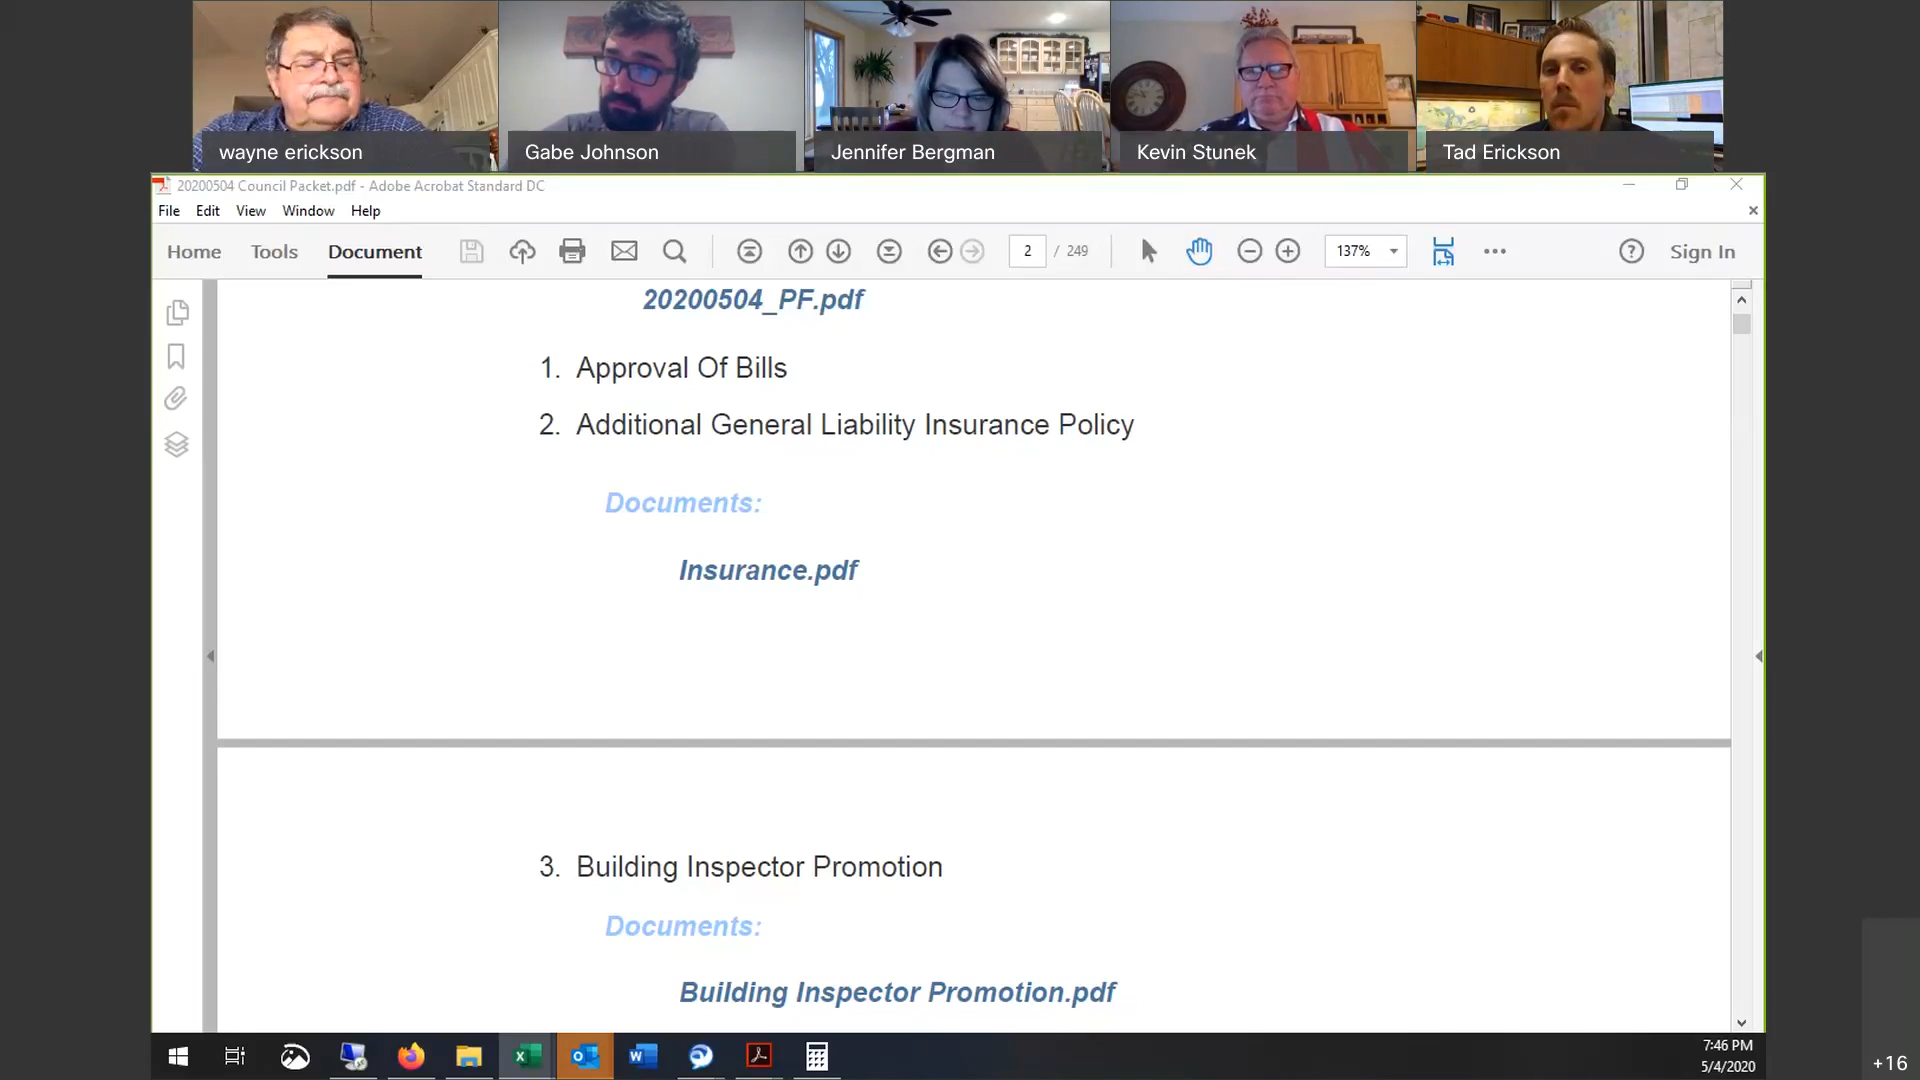 wayne erickson
Gabe Johnson
Jennifer Bergman
Kevin Stunek
Tad Erickson
20200504 Council Packet.pdf - Adobe Acrobat Standard DC
File Edit View Window Help
Home Tools Document 2 / 249 137% Sign In
20200504_PF.pdf
1. Approval Of Bills
2. Additional General Liability Insurance Policy
Documents:
Insurance.pdf
3. Building Inspector Promotion
Documents:
Building Inspector Promotion.pdf
7:46 PM
5/4/2020
+16